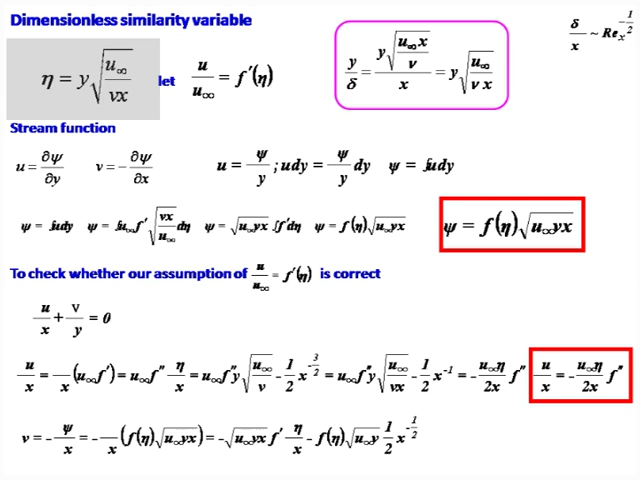 Dimensionless similarity variable
δ/x ~ Re_x^(-1/2)
η = y√(u∞/νx) let u/u∞ = f′(η)
y/δ = y√(u∞x/ν)/x = y√(u∞/νx)
Stream function
u = ∂ψ/∂y v = -∂ψ/∂x u = ψ/y ; udy = ψ/y dy ψ = ∫udy
ψ = ∫udy ψ = ∫u∞f′√(νx/u∞)dη ψ = √(u∞νx)∫f′dη ψ = f(η)√(u∞νx) ψ = f(η)√(u∞νx)
To check whether our assumption of u/u∞ = f′(η) is correct
u/x + v/y = 0
u/x = /x(u∞f′) = u∞f″ η/x = u∞f″y√(u∞/ν) - 1/2 x^(-3/2) = u∞f″y√(u∞/νx) - 1/2 x^(-1) = -u∞η/2x f″ u/x = -u∞η/2x f″
v = -ψ/x = - /x(f(η)√(u∞νx)) = -√(u∞νx) f′ η/x - f(η)√(u∞ν) 1/2 x^(-1/2)